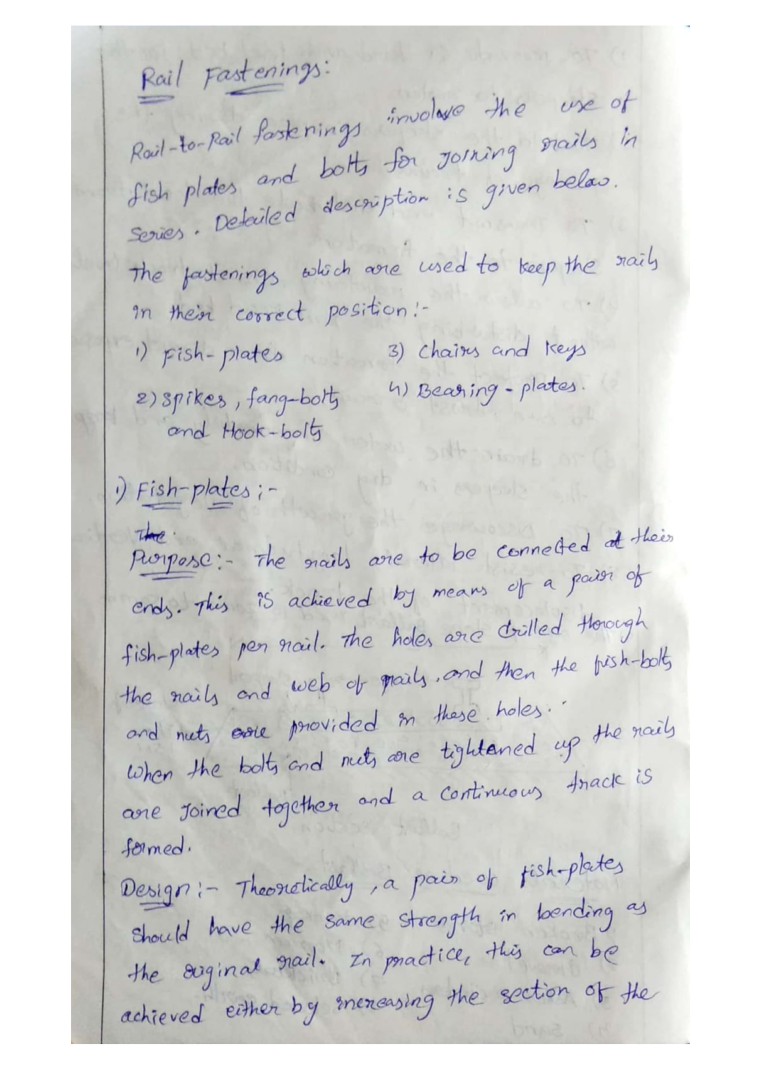 Rail Fastenings:
Rail-to-Rail fastenings involve the use of
fish plates and bolts for Joining rails in
Series. Detailed description is given below.
The fastenings which are used to keep the rails
In their correct position:-
1) Fish-plates 3) Chairs and Keys
2) Spikes, fang-bolts 4) Bearing-plates.
and Hook-bolts
1) Fish-plates:-
The
Purpose:- The rails are to be connected at their
ends. This is achieved by means of a pair of
fish-plates per rail. The holes are drilled thorough
the rails and web of rails, and then the fish-bolts
and nuts are provided in these holes.
When the bolts and nuts are tightened up the rails
are Joined together and a continuous track is
formed.
Design:- Theoretically, a pair of fish-plates
should have the same strength in bending as
the original rail. In practice, this can be
achieved either by increasing the section of the